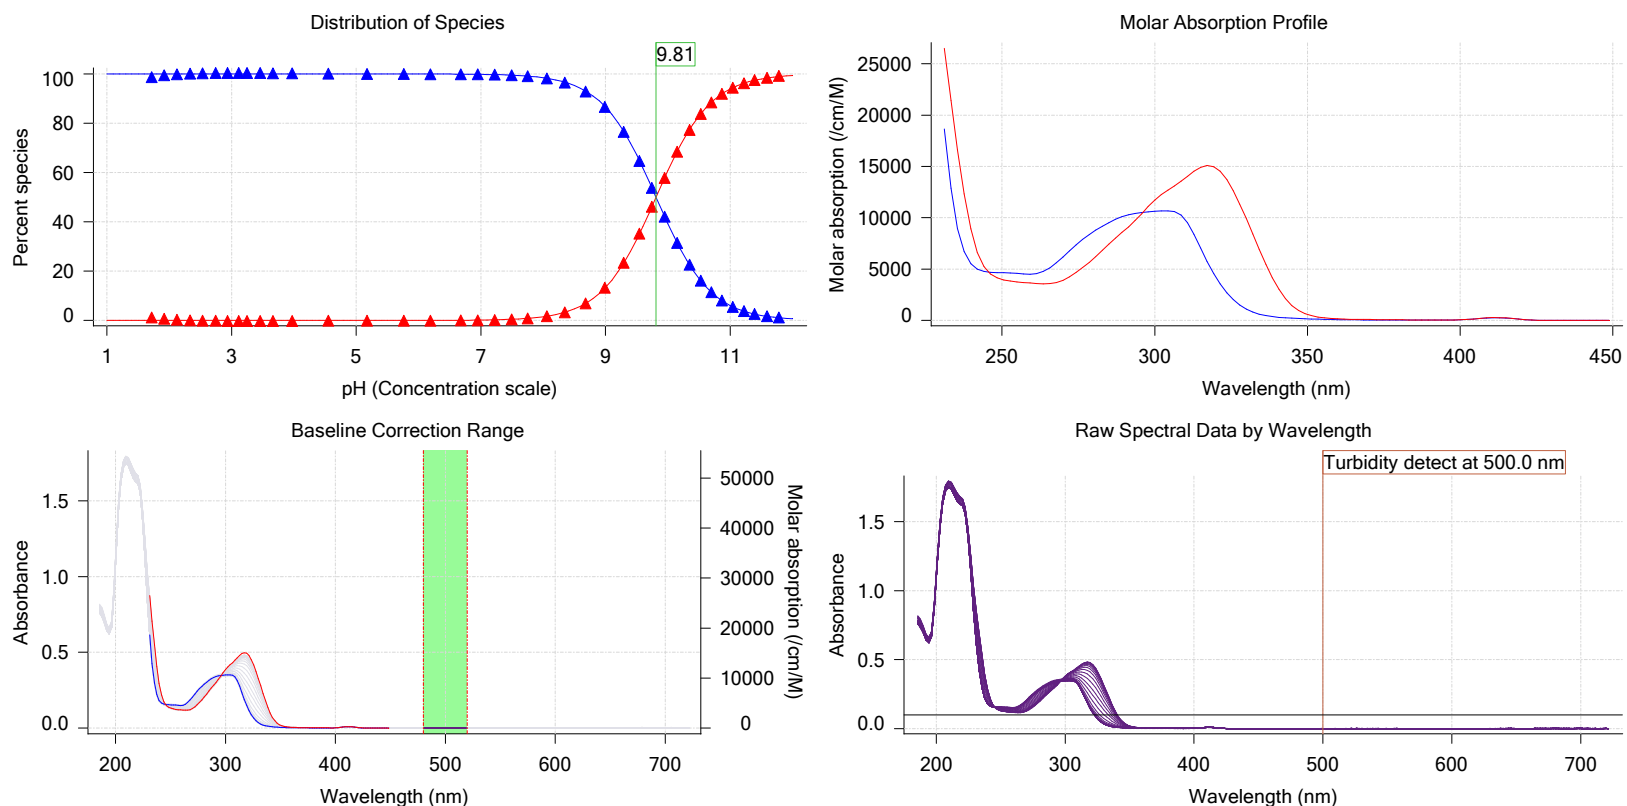 Distribution of Species
9.81
100
80
60
40
20
0
Percent species
1 3 5 7 9 11
pH (Concentration scale)
Molar Absorption Profile
25000
20000
15000
10000
5000
0
Molar absorption (/cm/M)
250 300 350 400 450
Wavelength (nm)
Baseline Correction Range
1.5
1.0
0.5
0.0
Absorbance
50000
40000
30000
20000
10000
0
Molar absorption (/cm/M)
200 300 400 500 600 700
Wavelength (nm)
Raw Spectral Data by Wavelength
Turbidity detect at 500.0 nm
1.5
1.0
0.5
0.0
Absorbance
200 300 400 500 600 700
Wavelength (nm)